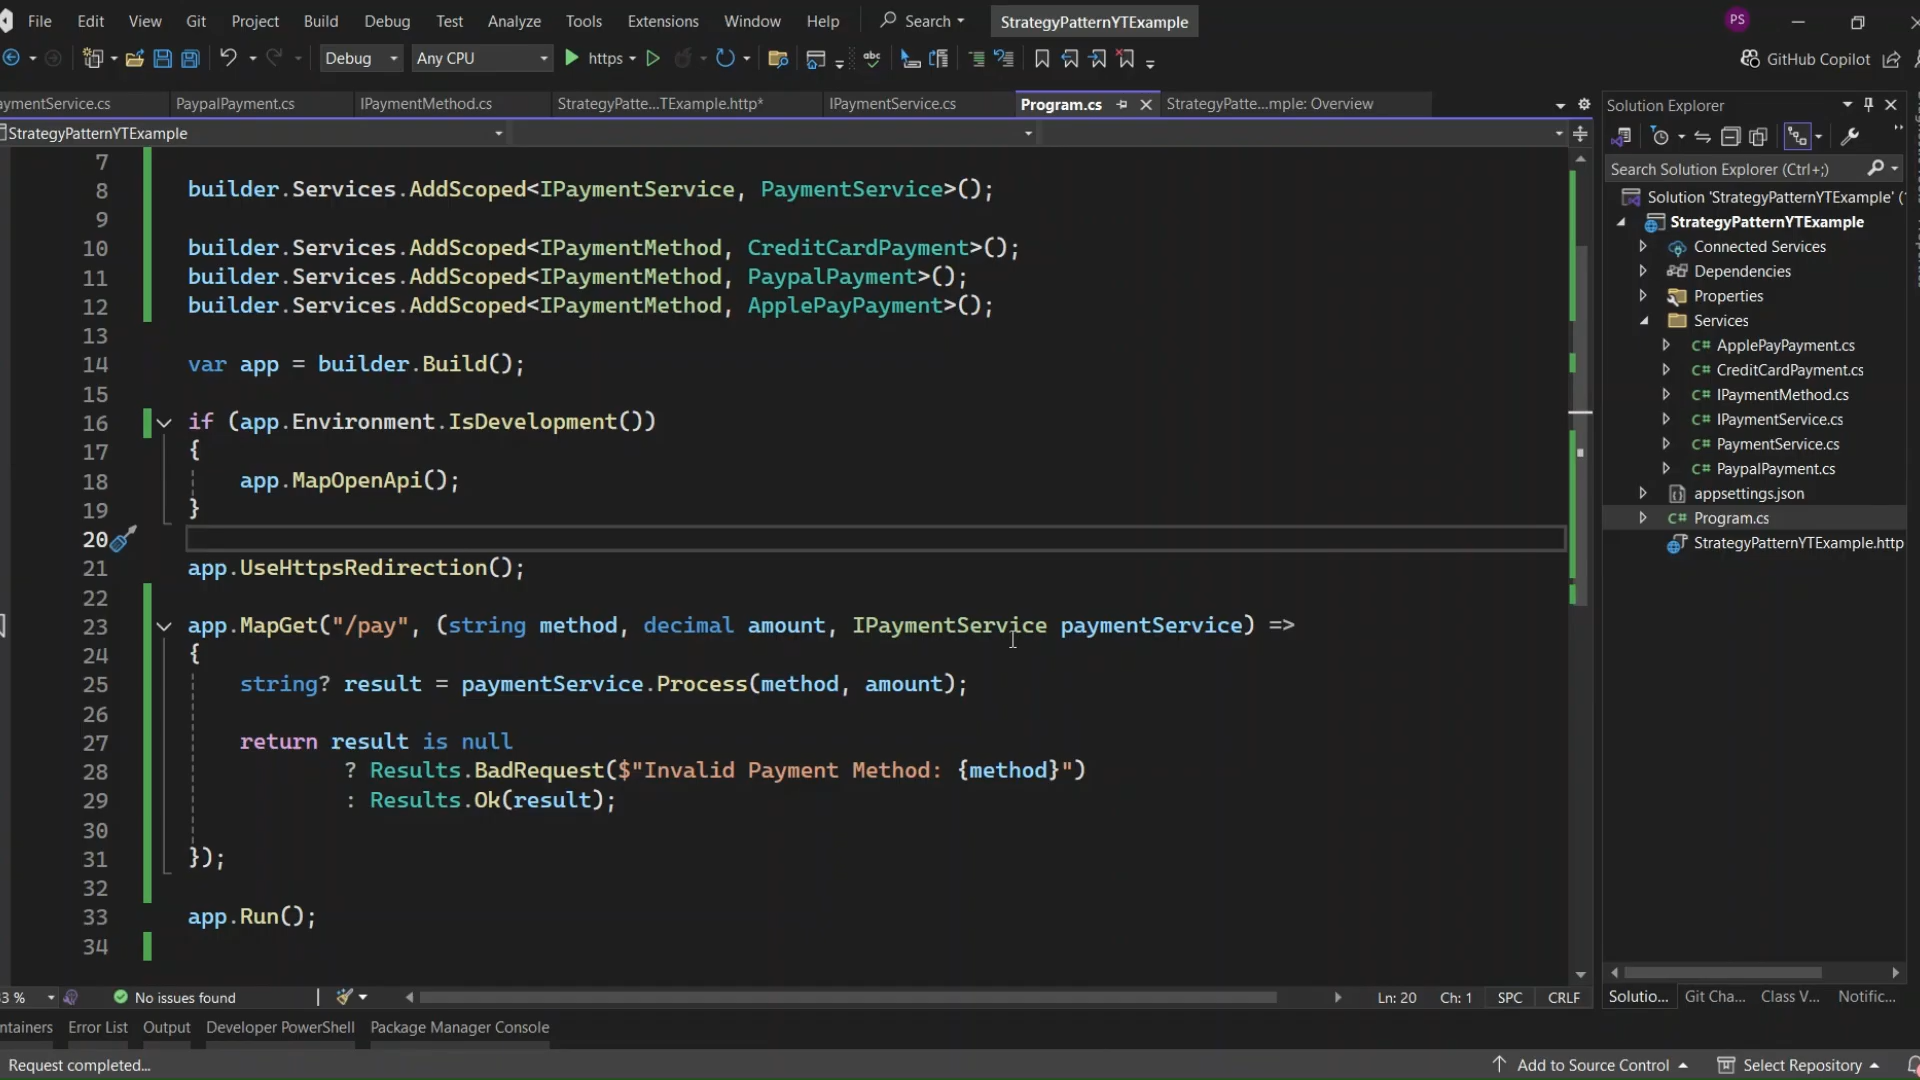 File Edit View Git Project Build Debug Test Analyze Tools Extensions Window Help Search StrategyPatternYTExample PS
Debug Any CPU https GitHub Copilot
aymentService.cs PaypalPayment.cs IPaymentMethod.cs StrategyPatte...TExample.http* IPaymentService.cs Program.cs StrategyPatte...mple: Overview
StrategyPatternYTExample
7
8 builder.Services.AddScoped<IPaymentService, PaymentService>();
9
10 builder.Services.AddScoped<IPaymentMethod, CreditCardPayment>();
11 builder.Services.AddScoped<IPaymentMethod, PaypalPayment>();
12 builder.Services.AddScoped<IPaymentMethod, ApplePayPayment>();
13
14 var app = builder.Build();
15
16 if (app.Environment.IsDevelopment())
17 {
18 app.MapOpenApi();
19 }
20
21 app.UseHttpsRedirection();
22
23 app.MapGet("/pay", (string method, decimal amount, IPaymentService paymentService) =>
24 {
25 string? result = paymentService.Process(method, amount);
26
27 return result is null
28 ? Results.BadRequest($"Invalid Payment Method: {method}")
29 : Results.Ok(result);
30
31 });
32
33 app.Run();
34
Solution Explorer
Search Solution Explorer (Ctrl+;)
Solution 'StrategyPatternYTExample' (
StrategyPatternYTExample
Connected Services
Dependencies
Properties
Services
C# ApplePayPayment.cs
C# CreditCardPayment.cs
C# IPaymentMethod.cs
C# IPaymentService.cs
C# PaymentService.cs
C# PaypalPayment.cs
appsettings.json
C# Program.cs
StrategyPatternYTExample.http
3 % No issues found Ln: 20 Ch: 1 SPC CRLF
Solutio... Git Cha... Class V... Notific...
ntainers Error List Output Developer PowerShell Package Manager Console
Request completed... Add to Source Control Select Repository